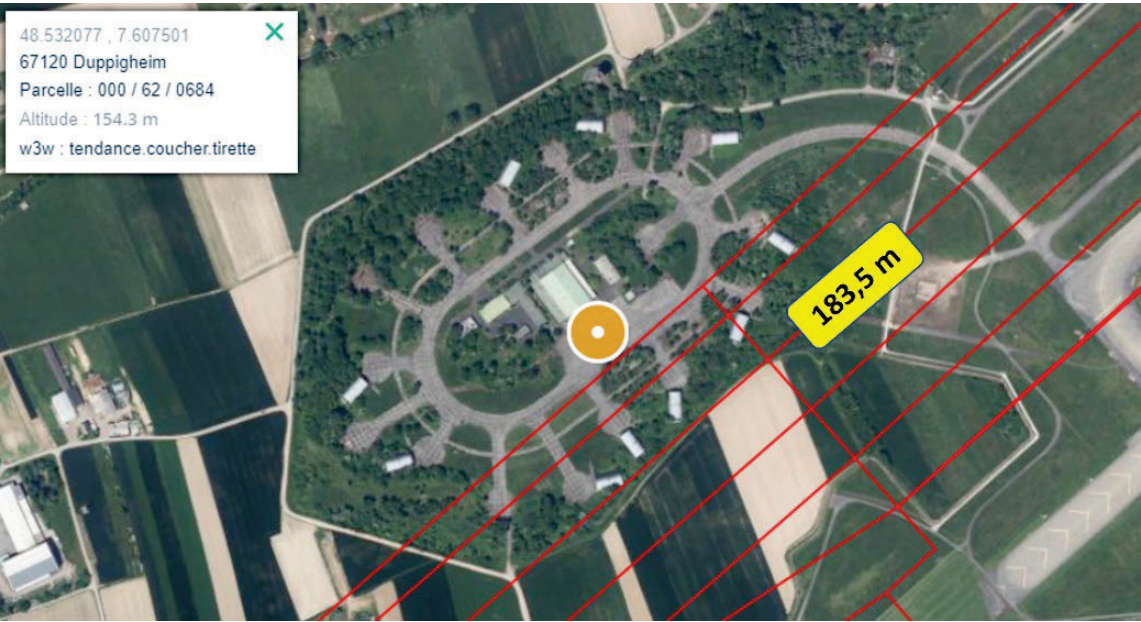 48.532077 , 7.607501
67120 Duppigheim
Parcelle : 000 / 62 / 0684
Altitude : 154.3 m
w3w : tendance.coucher.tirette
183,5 m